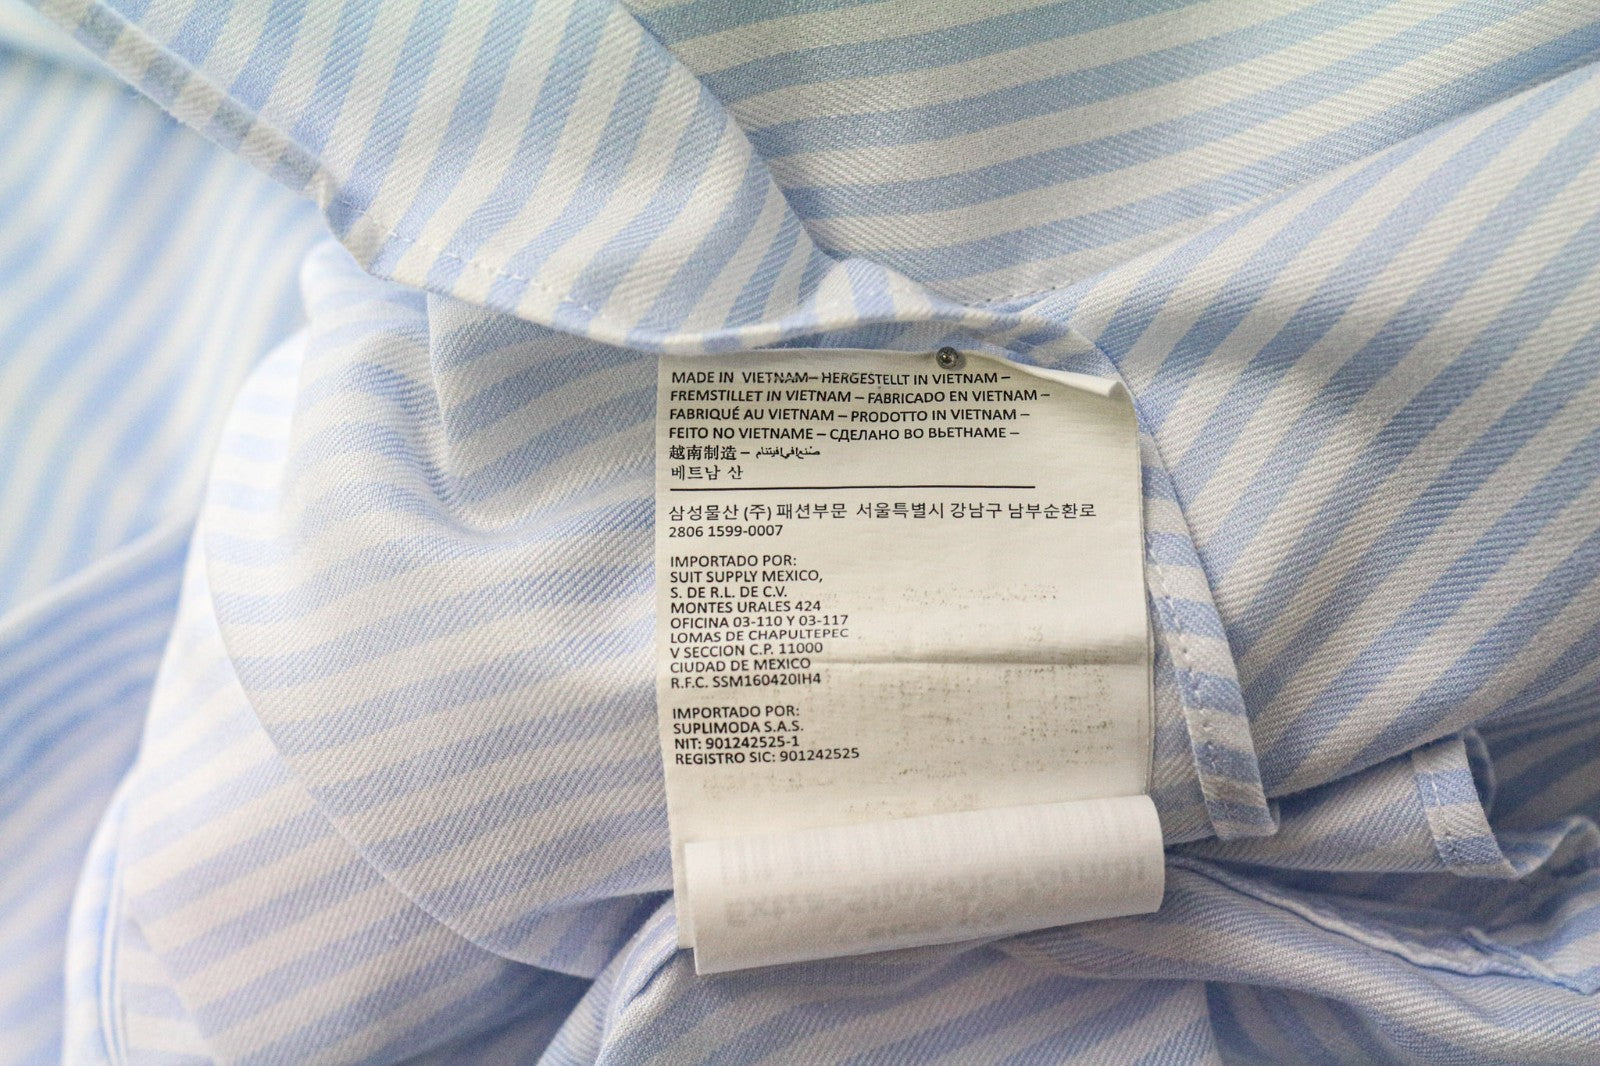 MADE IN VIETNAM – HERGESTELLT IN VIETNAM –
FREMSTILLET IN VIETNAM – FABRICADO EN VIETNAM –
FABRIQUÉ AU VIETNAM – PRODOTTO IN VIETNAM –
FEITO NO VIETNAME – СДЕЛАНО ВО ВЬЕТНАМЕ –
越南制造 – صنع في فيتنام
베트남 산
삼성물산 (주) 패션부문 서울특별시 강남구 남부순환로
2806 1599-0007
IMPORTADO POR:
SUIT SUPPLY MEXICO,
S. DE R.L. DE C.V.
MONTES URALES 424
OFICINA 03-110 Y 03-117
LOMAS DE CHAPULTEPEC
V SECCION C.P. 11000
CIUDAD DE MEXICO
R.F.C. SSM160420IH4
IMPORTADO POR:
SUPLIMODA S.A.S.
NIT: 901242525-1
REGISTRO SIC: 901242525